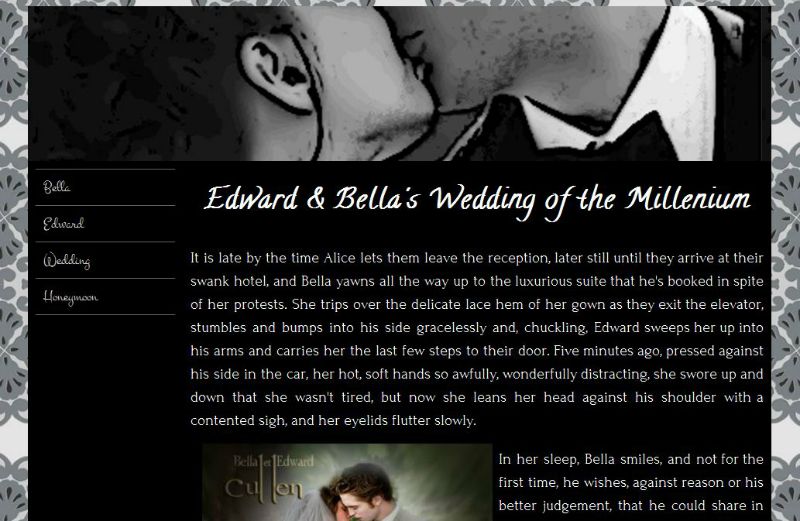 Bella
Edward
Wedding
Honeymoon
Edward & Bella's Wedding of the Millenium
It is late by the time Alice lets them leave the reception, later still until they arrive at their
swank hotel, and Bella yawns all the way up to the luxurious suite that he's booked in spite
of her protests. She trips over the delicate lace hem of her gown as they exit the elevator,
stumbles and bumps into his side gracelessly and, chuckling, Edward sweeps her up into
his arms and carries her the last few steps to their door. Five minutes ago, pressed against
his side in the car, her hot, soft hands so awfully, wonderfully distracting, she swore up and
down that she wasn't tired, but now she leans her head against his shoulder with a
contented sigh, and her eyelids flutter slowly.
Bella et Edward
Cullen
In her sleep, Bella smiles, and not for the
first time, he wishes, against reason or his
better judgement, that he could share in